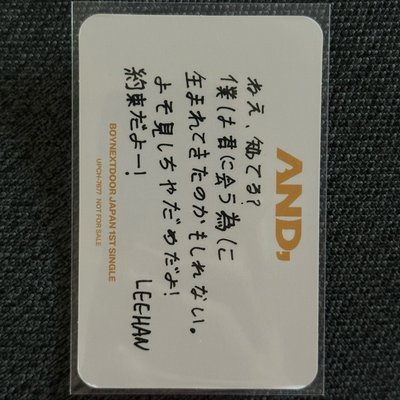 AND,
ねえ、知ってる?
僕は君に会う為に
生まれてきたのかもしれない。
よそ見しちゃだめだよ!
約束だよー!
LEEHAN
BOYNEXTDOOR JAPAN 1ST SINGLE
UPCH-7677 NOT FOR SALE